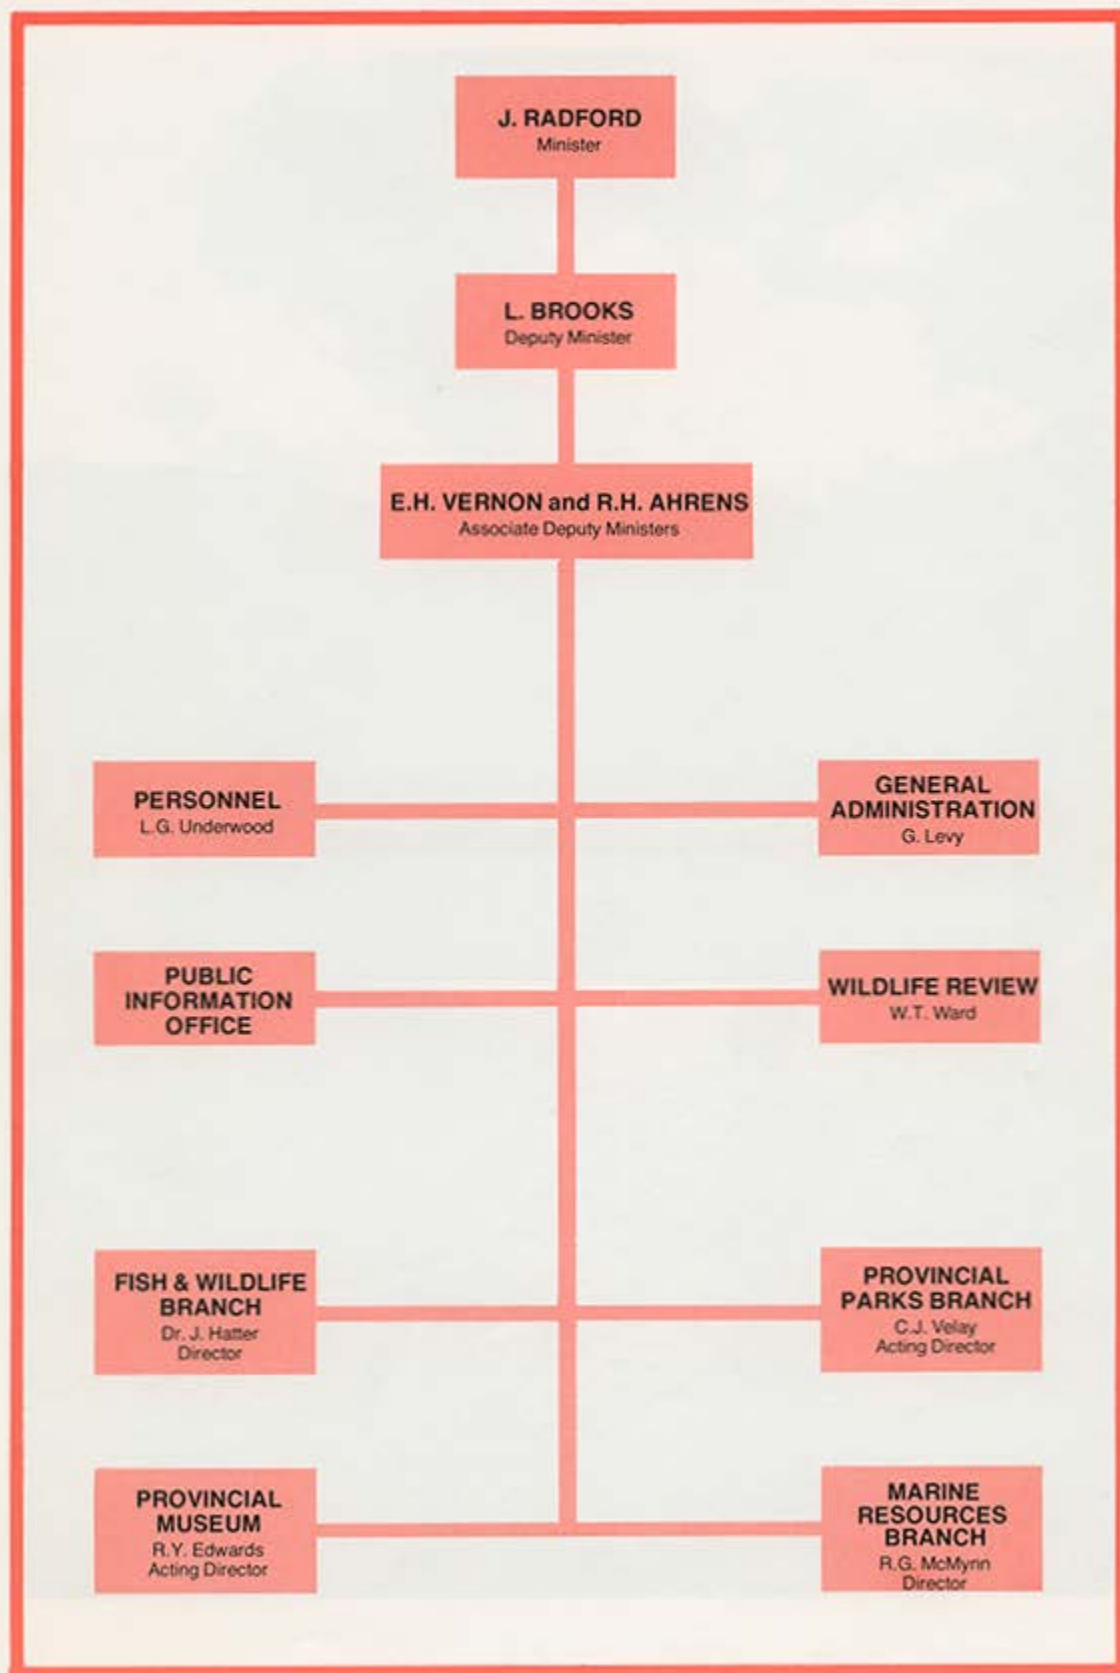 J. RADFORD
Minister
L. BROOKS
Deputy Minister
E.H. VERNON and R.H. AHRENS
Associate Deputy Ministers
PERSONNEL
L.G. Underwood
GENERAL
ADMINISTRATION
G. Levy
PUBLIC
INFORMATION
OFFICE
WILDLIFE REVIEW
W.T. Ward
FISH & WILDLIFE
BRANCH
Dr. J. Hatter
Director
PROVINCIAL
PARKS BRANCH
C.J. Velay
Acting Director
PROVINCIAL
MUSEUM
R.Y. Edwards
Acting Director
MARINE
RESOURCES
BRANCH
R.G. McMynn
Director